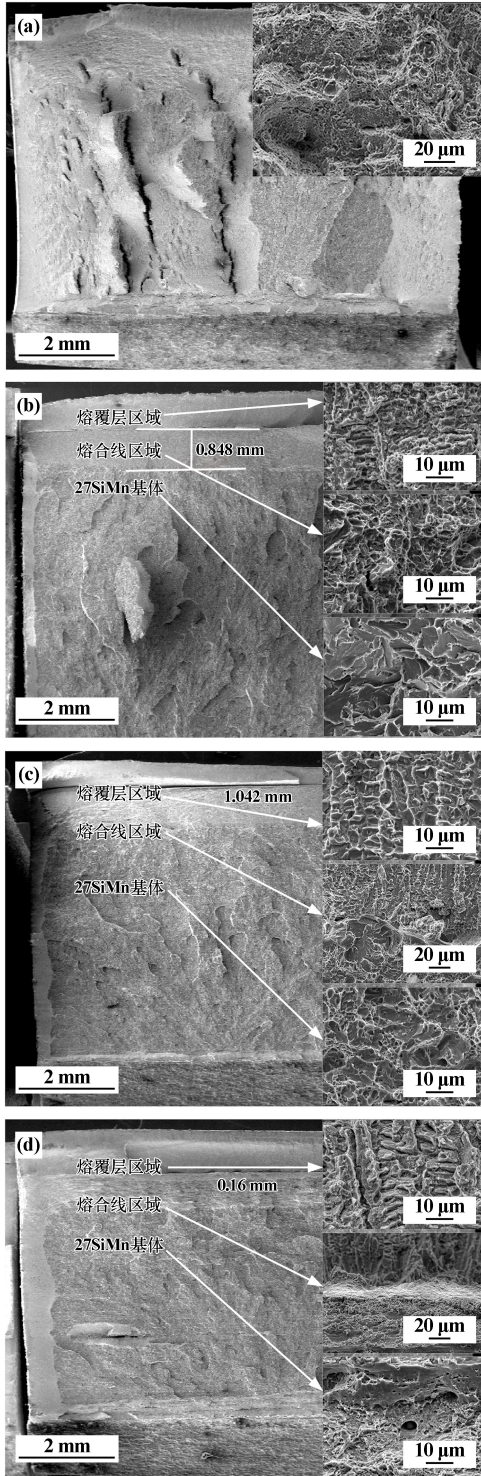 (a)
20 μm
2 mm
(b)
熔覆层区域
熔合线区域
0.848 mm
27SiMn基体
10 μm
10 μm
10 μm
2 mm
(c)
熔覆层区域
1.042 mm
熔合线区域
27SiMn基体
10 μm
20 μm
10 μm
2 mm
(d)
熔覆层区域
0.16 mm
熔合线区域
27SiMn基体
10 μm
20 μm
10 μm
2 mm